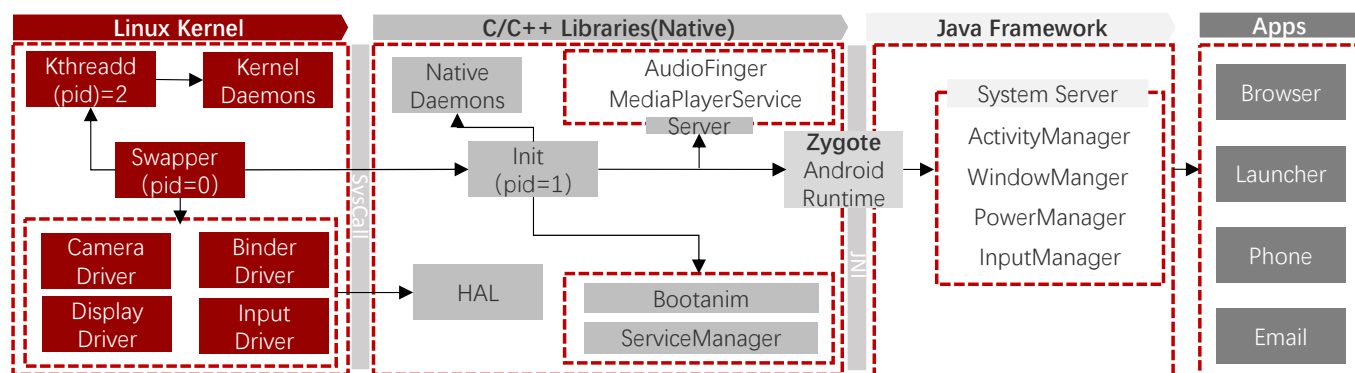 Linux Kernel
Kthreadd
(pid)=2
Kernel
Daemons
Swapper
(pid=0)
Camera
Driver
Binder
Driver
Display
Driver
Input
Driver
SysCall
C/C++ Libraries(Native)
Native
Daemons
AudioFinger
MediaPlayerService
Server
Init
(pid=1)
HAL
Bootanim
ServiceManager
Zygote
Android
Runtime
JNI
Java Framework
System Server
ActivityManager
WindowManger
PowerManager
InputManager
Apps
Browser
Launcher
Phone
Email